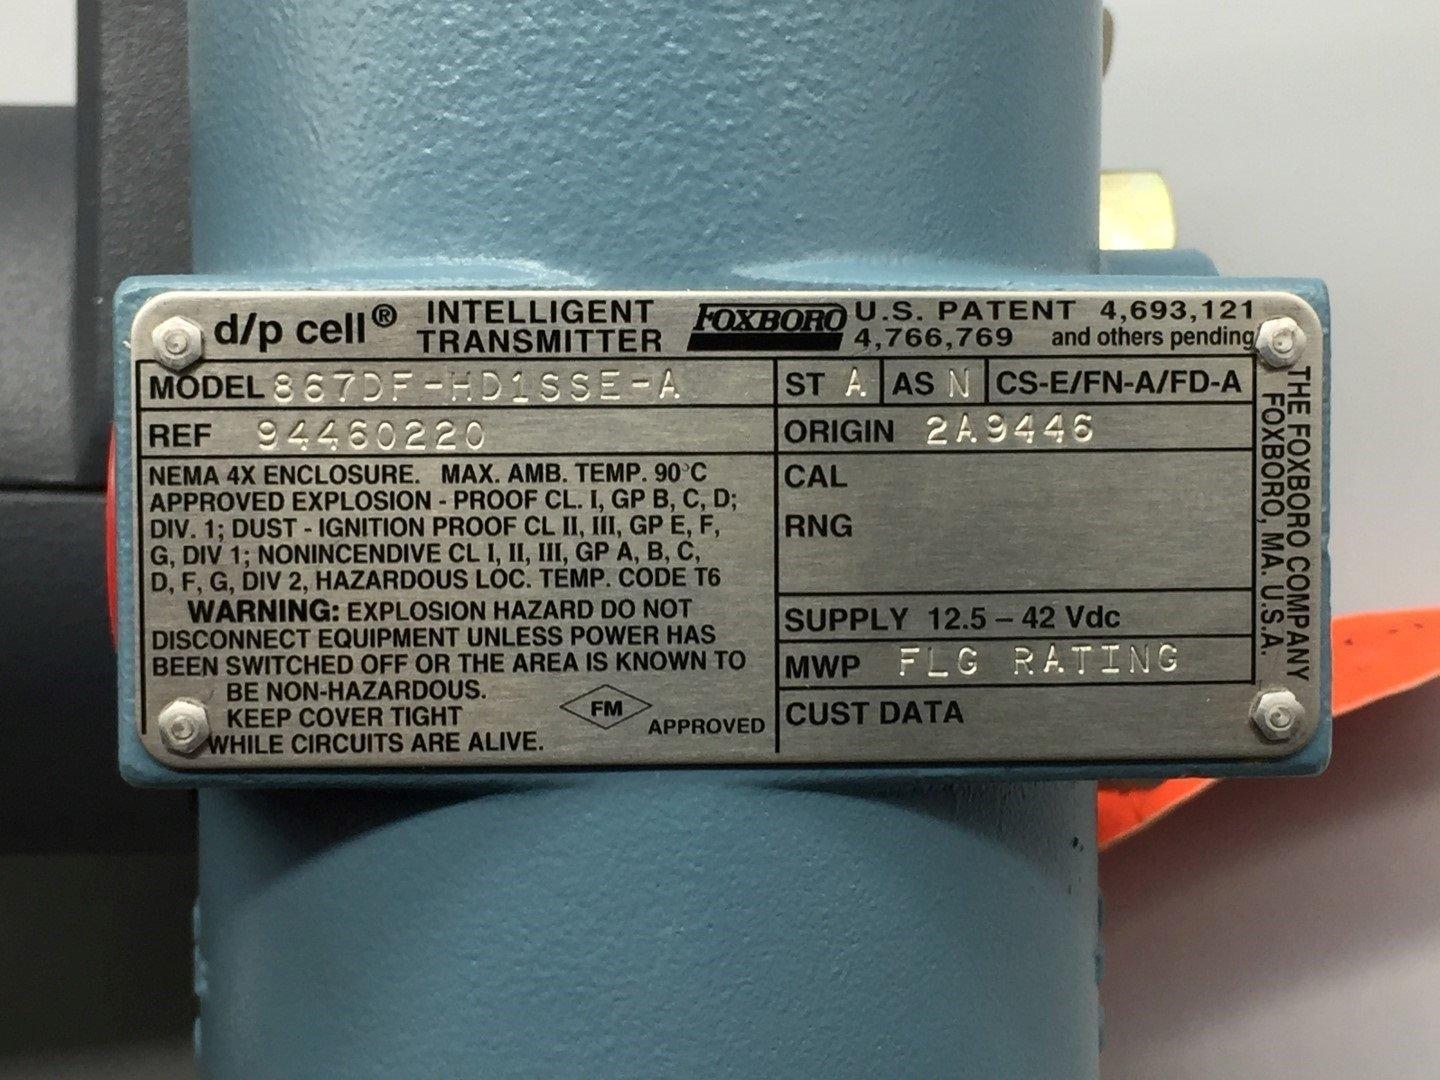 d/p cell® INTELLIGENT TRANSMITTER FOXBORO U.S. PATENT 4,693,121
4,766,769 and others pending
MODEL 867DF-HD1SSE-A
ST A AS N CS-E/FN-A/FD-A
REF 94460220
ORIGIN 2A9446
NEMA 4X ENCLOSURE. MAX. AMB. TEMP. 90°C
APPROVED EXPLOSION - PROOF CL. I, GP B, C, D;
DIV. 1; DUST - IGNITION PROOF CL II, III, GP E, F,
G, DIV 1; NONINCENDIVE CL I, II, III, GP A, B, C,
D, F, G, DIV 2, HAZARDOUS LOC. TEMP. CODE T6
WARNING: EXPLOSION HAZARD DO NOT
DISCONNECT EQUIPMENT UNLESS POWER HAS
BEEN SWITCHED OFF OR THE AREA IS KNOWN TO
BE NON-HAZARDOUS.
KEEP COVER TIGHT
WHILE CIRCUITS ARE ALIVE.
FM APPROVED
CAL
RNG
SUPPLY 12.5 – 42 Vdc
MWP FLG RATING
CUST DATA
THE FOXBORO COMPANY
FOXBORO, MA. U.S.A.